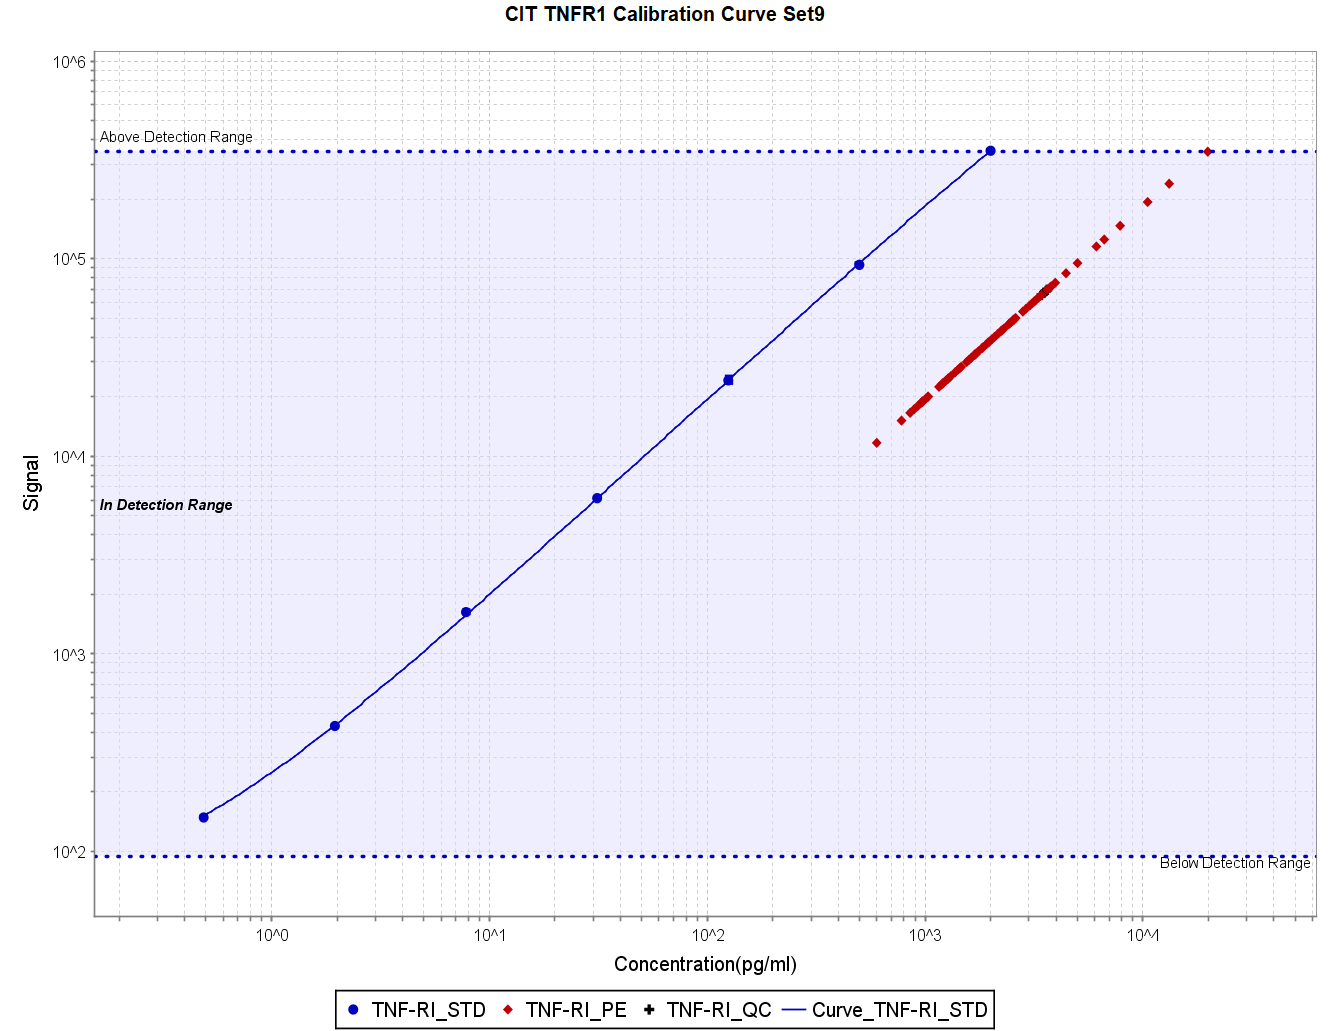 CIT TNFR1 Calibration Curve Set9
10^6
Above Detection Range
10^5
10^4
Signal
In Detection Range
10^3
10^2
Below Detection Range
10^0 10^1 10^2 10^3 10^4
Concentration(pg/ml)
TNF-RI_STD TNF-RI_PE TNF-RI_QC Curve_TNF-RI_STD